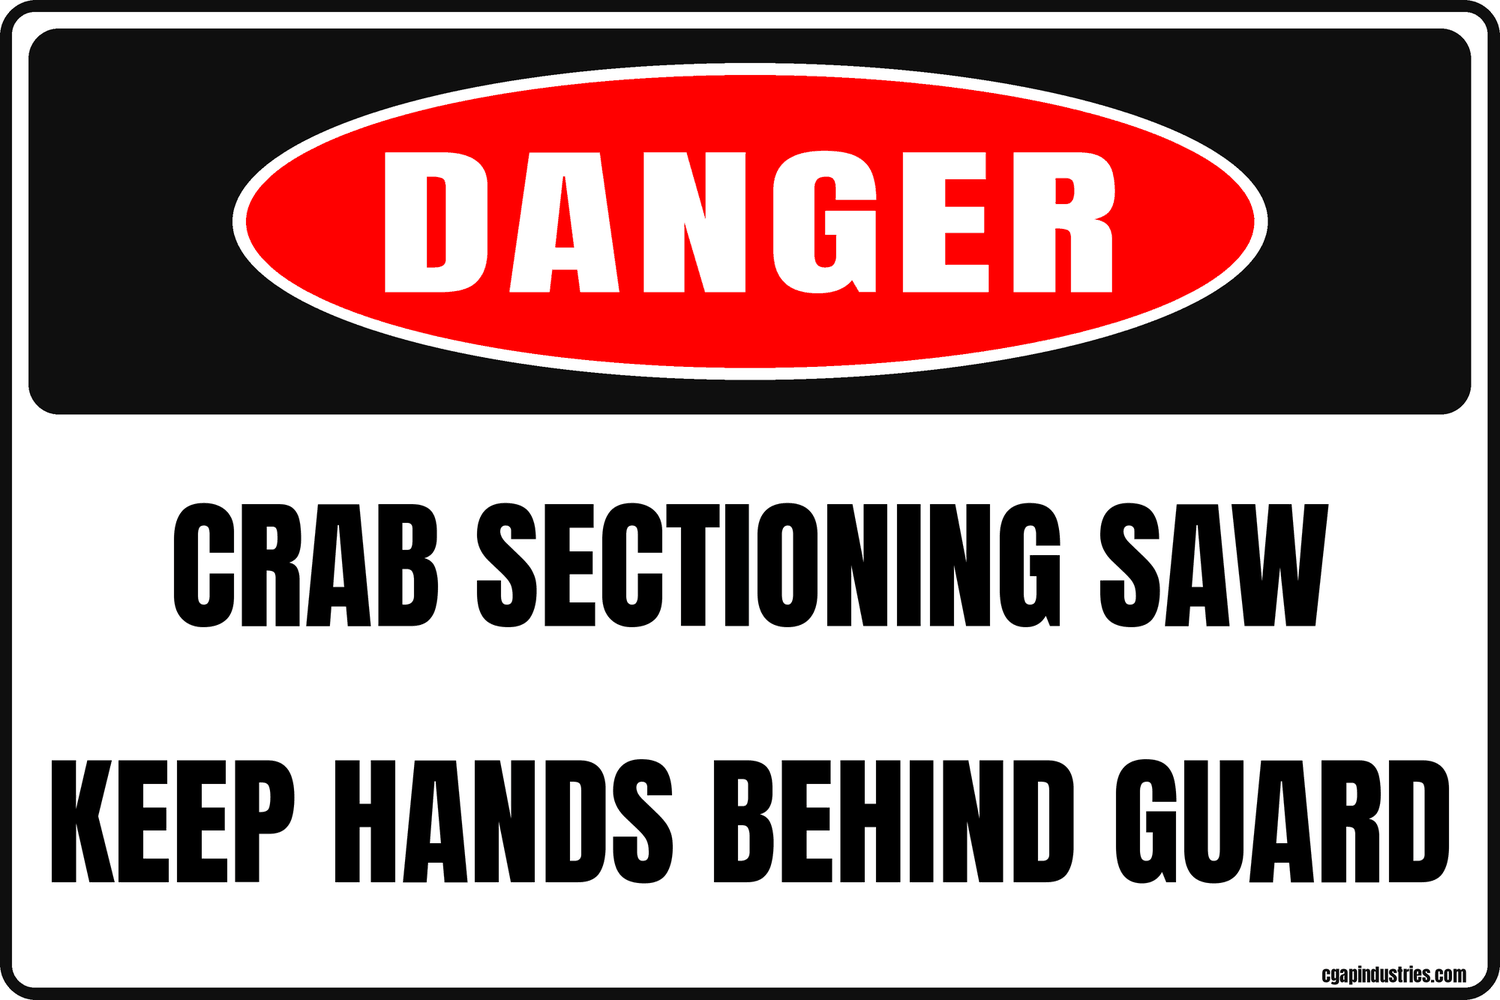 DANGER
CRAB SECTIONING SAW
KEEP HANDS BEHIND GUARD
cgapindustries.com